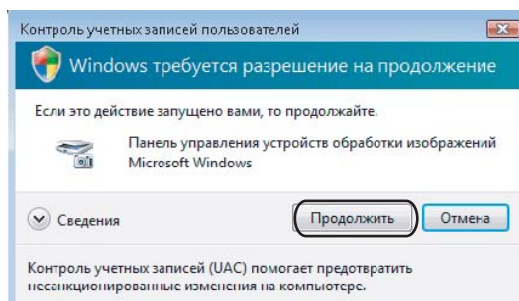 Контроль учетных записей пользователей
Windows требуется разрешение на продолжение
Если это действие запущено вами, то продолжайте.
Панель управления устройств обработки изображений
Microsoft Windows
Сведения
Продолжить
Отмена
Контроль учетных записей (UAC) помогает предотвратить
несанкционированные изменения на компьютере.